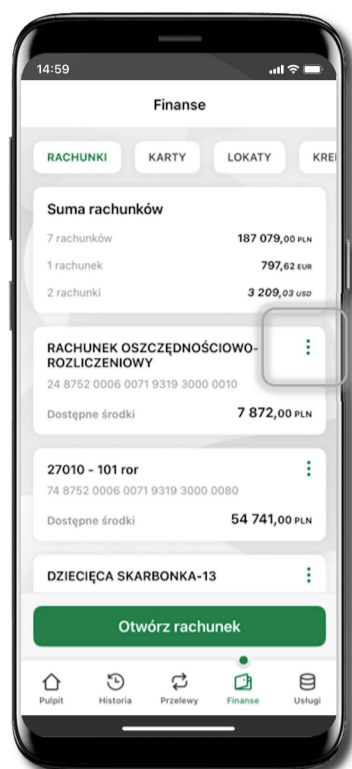 14:59
Finanse
RACHUNKI KARTY LOKATY KRE
Suma rachunków
7 rachunków 187 079,00 PLN
1 rachunek 797,62 EUR
2 rachunki 3 209,03 USD
RACHUNEK OSZCZĘDNOŚCIOWO-
ROZLICZENIOWY
24 8752 0006 0071 9319 3000 0010
Dostępne środki 7 872,00 PLN
27010 - 101 ror
74 8752 0006 0071 9319 3000 0080
Dostępne środki 54 741,00 PLN
DZIECIĘCA SKARBONKA-13
Otwórz rachunek
Pulpit Historia Przelewy Finanse Usługi